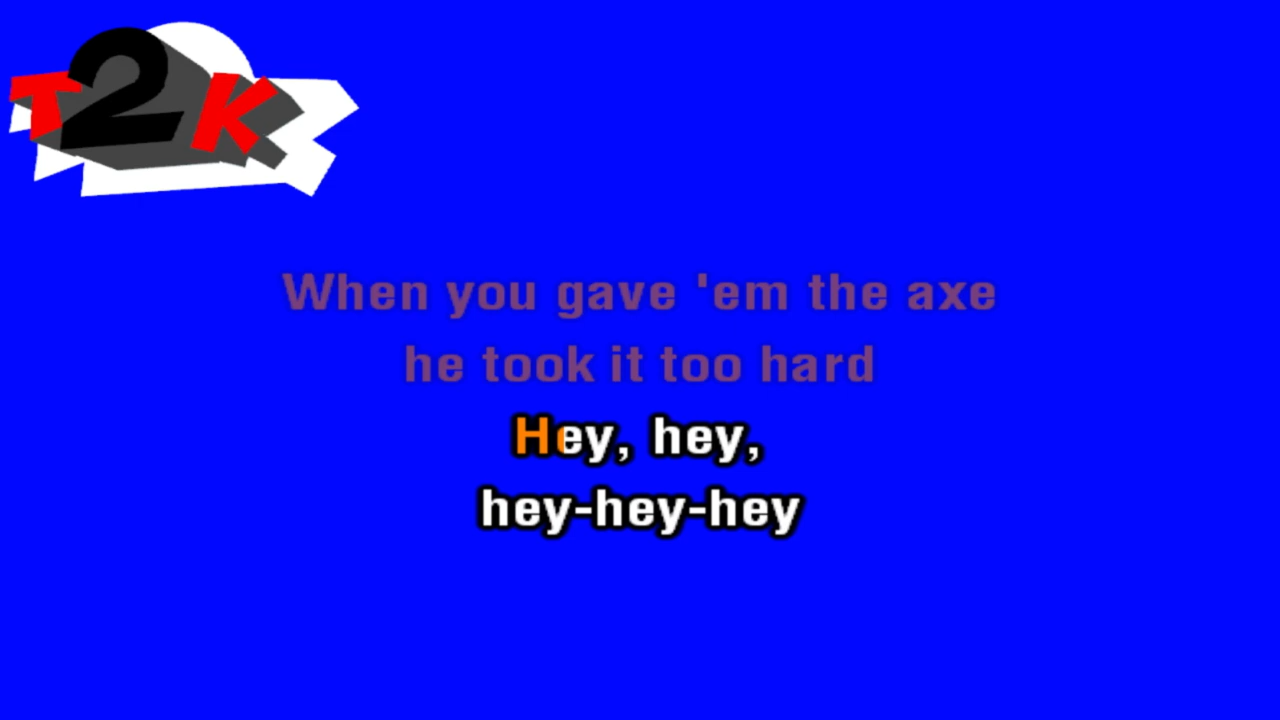 T2K
When you gave 'em the axe
he took it too hard
Hey, hey,
hey-hey-hey